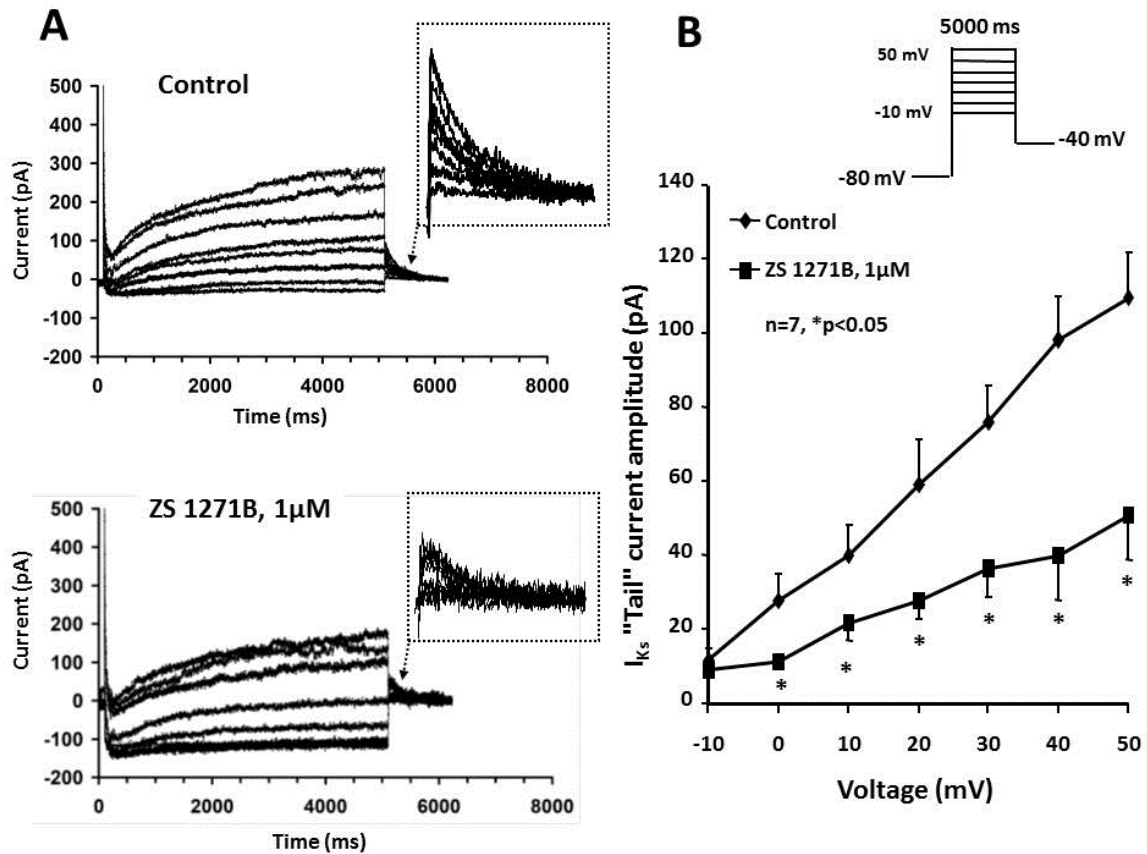 A
Control
500
400
300
200
100
0
-100
-200
Current (pA)
0 2000 4000 6000 8000
Time (ms)
ZS 1271B, 1µM
500
400
300
200
100
0
-100
-200
Current (pA)
0 2000 4000 6000 8000
Time (ms)
B
5000 ms
50 mV
-10 mV
-40 mV
-80 mV
140
120
100
80
60
40
20
0
I Ks "Tail" current amplitude (pA)
Control
ZS 1271B, 1µM
n=7, *p<0.05
* * * * * *
-10 0 10 20 30 40 50
Voltage (mV)